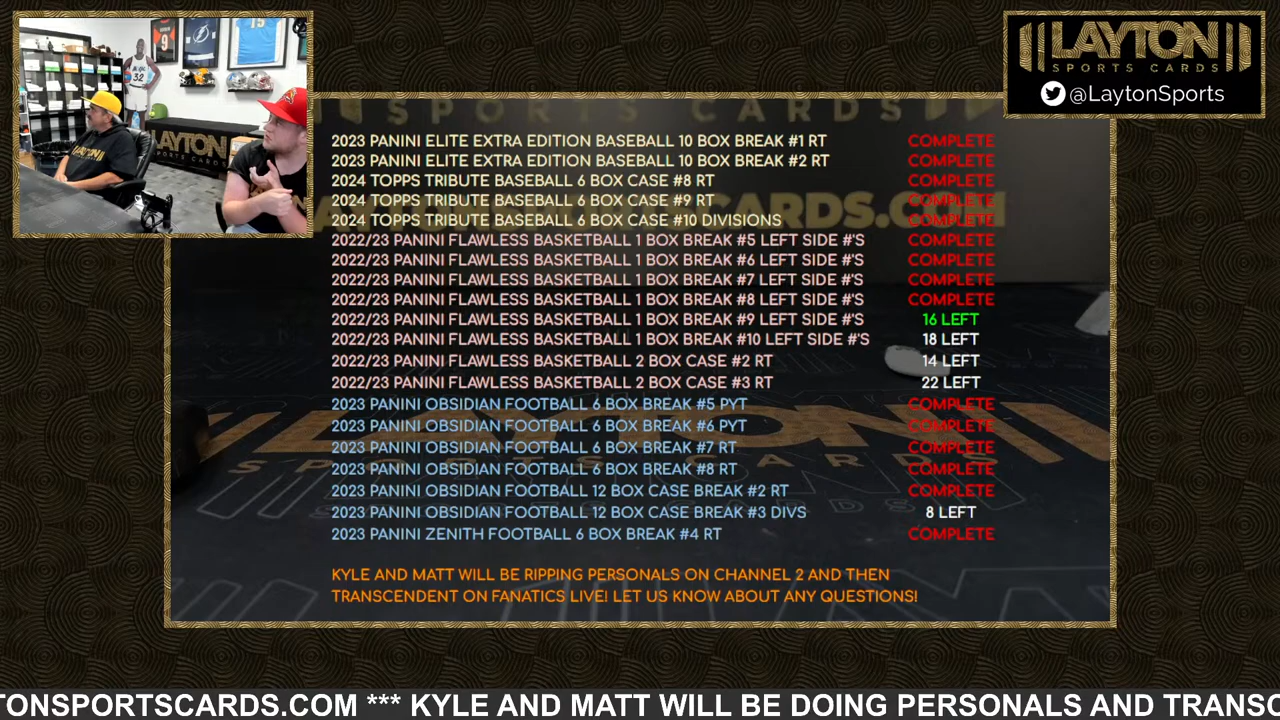 LAYTON
SPORTS CARDS
@LaytonSports
9
15
32
LAYTON
SPORTS CARDS
LAYTON
SPORTS CARDS
CARDS.COM
2023 PANINI ELITE EXTRA EDITION BASEBALL 10 BOX BREAK #1 RT COMPLETE
2023 PANINI ELITE EXTRA EDITION BASEBALL 10 BOX BREAK #2 RT COMPLETE
2024 TOPPS TRIBUTE BASEBALL 6 BOX CASE #8 RT COMPLETE
2024 TOPPS TRIBUTE BASEBALL 6 BOX CASE #9 RT COMPLETE
2024 TOPPS TRIBUTE BASEBALL 6 BOX CASE #10 DIVISIONS COMPLETE
2022/23 PANINI FLAWLESS BASKETBALL 1 BOX BREAK #5 LEFT SIDE #'S COMPLETE
2022/23 PANINI FLAWLESS BASKETBALL 1 BOX BREAK #6 LEFT SIDE #'S COMPLETE
2022/23 PANINI FLAWLESS BASKETBALL 1 BOX BREAK #7 LEFT SIDE #'S COMPLETE
2022/23 PANINI FLAWLESS BASKETBALL 1 BOX BREAK #8 LEFT SIDE #'S COMPLETE
2022/23 PANINI FLAWLESS BASKETBALL 1 BOX BREAK #9 LEFT SIDE #'S 16 LEFT
2022/23 PANINI FLAWLESS BASKETBALL 1 BOX BREAK #10 LEFT SIDE #'S 18 LEFT
2022/23 PANINI FLAWLESS BASKETBALL 2 BOX CASE #2 RT 14 LEFT
2022/23 PANINI FLAWLESS BASKETBALL 2 BOX CASE #3 RT 22 LEFT
2023 PANINI OBSIDIAN FOOTBALL 6 BOX BREAK #5 PYT COMPLETE
2023 PANINI OBSIDIAN FOOTBALL 6 BOX BREAK #6 PYT COMPLETE
2023 PANINI OBSIDIAN FOOTBALL 6 BOX BREAK #7 RT COMPLETE
2023 PANINI OBSIDIAN FOOTBALL 6 BOX BREAK #8 RT COMPLETE
2023 PANINI OBSIDIAN FOOTBALL 12 BOX CASE BREAK #2 RT COMPLETE
2023 PANINI OBSIDIAN FOOTBALL 12 BOX CASE BREAK #3 DIVS 8 LEFT
2023 PANINI ZENITH FOOTBALL 6 BOX BREAK #4 RT COMPLETE
KYLE AND MATT WILL BE RIPPING PERSONALS ON CHANNEL 2 AND THEN
TRANSCENDENT ON FANATICS LIVE! LET US KNOW ABOUT ANY QUESTIONS!
TONSPORTSCARDS.COM *** KYLE AND MATT WILL BE DOING PERSONALS AND TRANSC